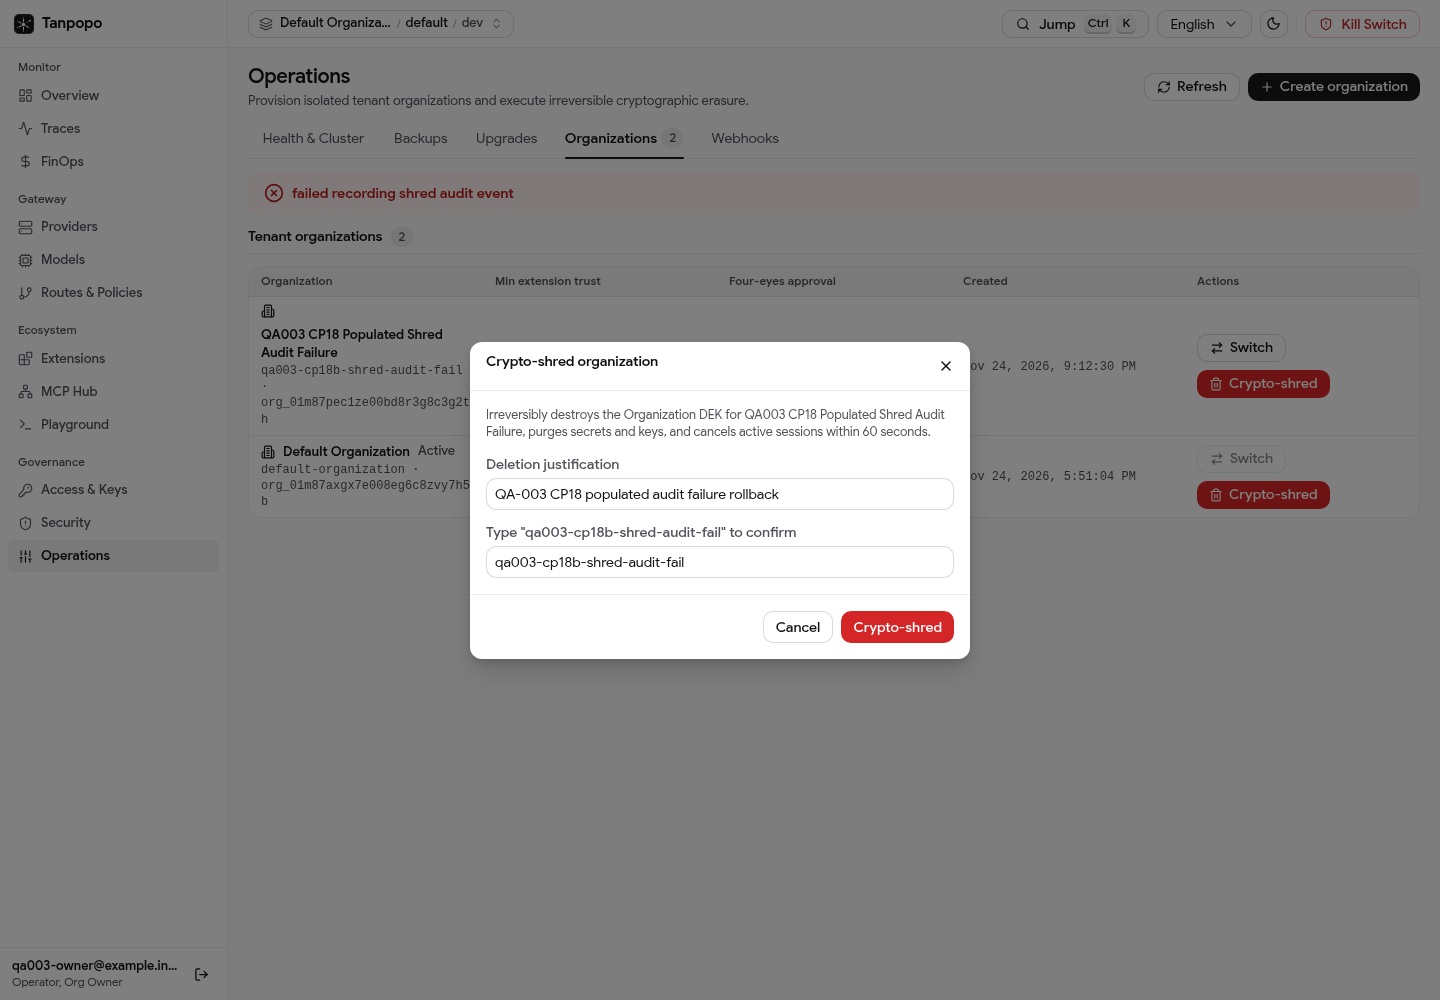 Tanpopo
Default Organiza... / default / dev
Jump Ctrl K
English
Kill Switch
Monitor
Overview
Traces
FinOps
Gateway
Providers
Models
Routes & Policies
Ecosystem
Extensions
MCP Hub
Playground
Governance
Access & Keys
Security
Operations
qa003-owner@example.in...
Operator, Org Owner
Operations
Provision isolated tenant organizations and execute irreversible cryptographic erasure.
Refresh
Create organization
Health & Cluster
Backups
Upgrades
Organizations 2
Webhooks
failed recording shred audit event
Tenant organizations 2
Organization Min extension trust Four-eyes approval Created Actions
QA003 CP18 Populated Shred
Audit Failure
qa003-cp18b-shred-audit-fail
·
org_01m87pec1ze00bd8r3g8c3g2t
h
ov 24, 2026, 9:12:30 PM
Switch
Crypto-shred
Default Organization Active
default-organization ·
org_01m87axgx7e008eg6c8zvy7h5
b
ov 24, 2026, 5:51:04 PM
Switch
Crypto-shred
Crypto-shred organization
Irreversibly destroys the Organization DEK for QA003 CP18 Populated Shred Audit
Failure, purges secrets and keys, and cancels active sessions within 60 seconds.
Deletion justification
QA-003 CP18 populated audit failure rollback
Type "qa003-cp18b-shred-audit-fail" to confirm
qa003-cp18b-shred-audit-fail
Cancel
Crypto-shred